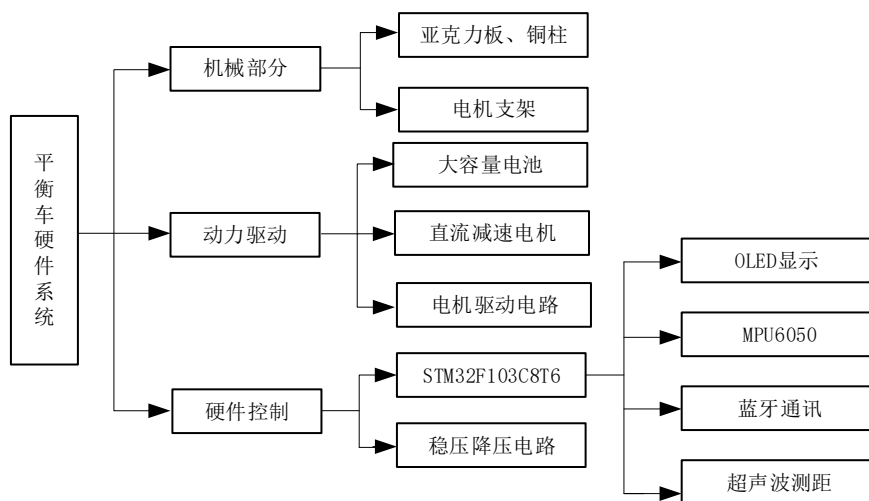 平衡车硬件系统
机械部分
亚克力板、铜柱
电机支架
动力驱动
大容量电池
直流减速电机
电机驱动电路
硬件控制
STM32F103C8T6
稳压降压电路
OLED显示
MPU6050
蓝牙通讯
超声波测距